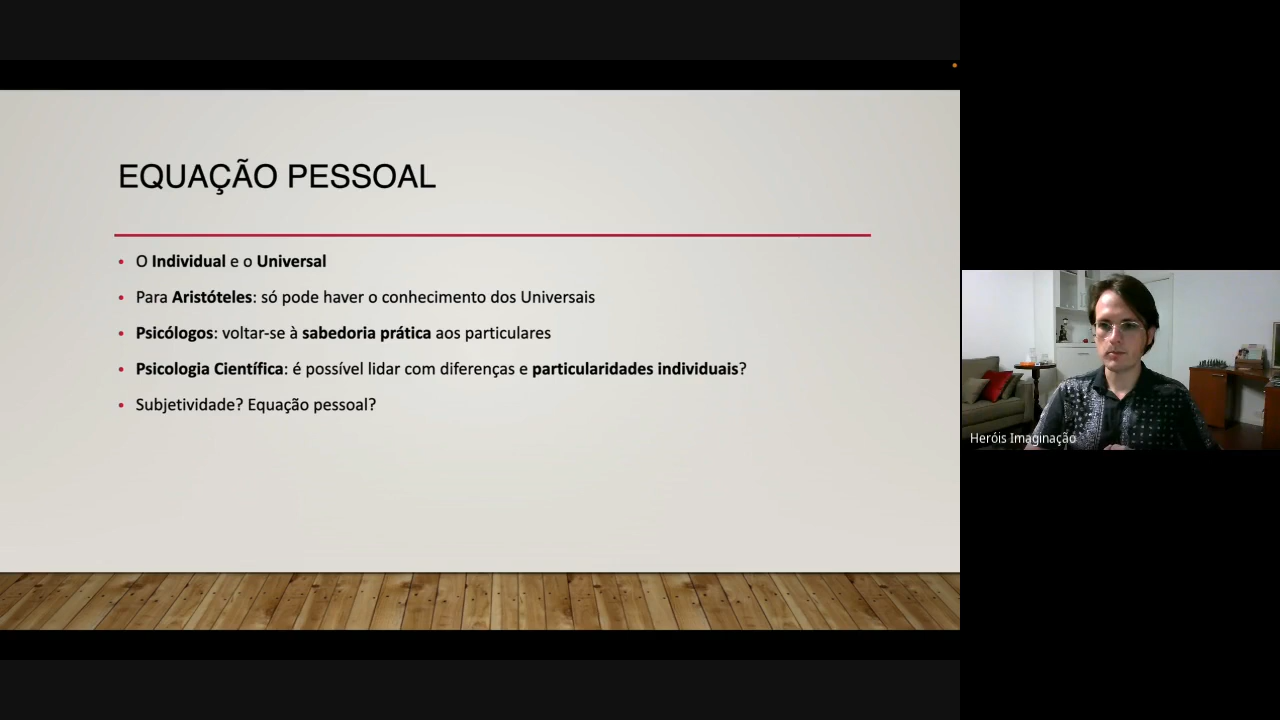 EQUAÇÃO PESSOAL
• O Individual e o Universal
• Para Aristóteles: só pode haver o conhecimento dos Universais
• Psicólogos: voltar-se à sabedoria prática aos particulares
• Psicologia Científica: é possível lidar com diferenças e particularidades individuais?
• Subjetividade? Equação pessoal?
Heróis Imaginação